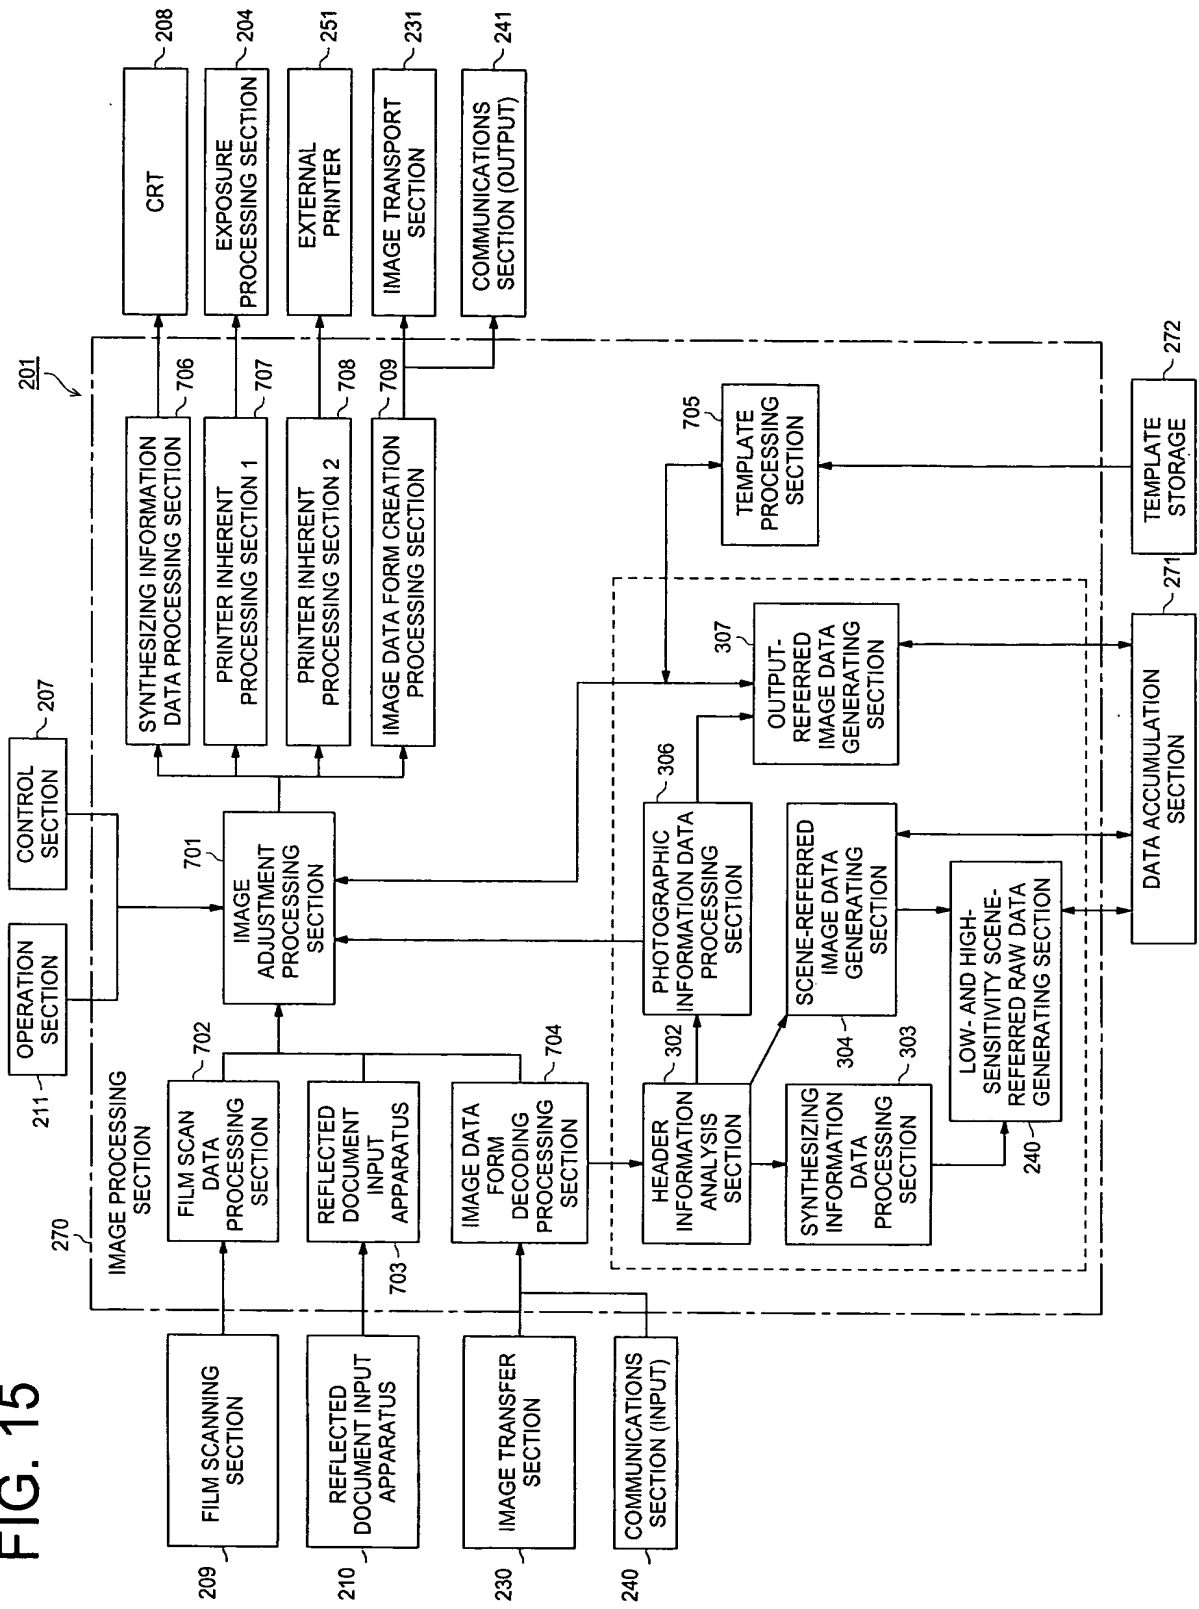 FIG. 15
201
211
OPERATION
SECTION
CONTROL
SECTION
207
270
IMAGE PROCESSING
SECTION
209
FILM SCANNING
SECTION
FILM SCAN
DATA
PROCESSING
SECTION
702
210
REFLECTED
DOCUMENT INPUT
APPARATUS
REFLECTED
DOCUMENT
INPUT
APPARATUS
703
230
IMAGE TRANSFER
SECTION
IMAGE DATA
FORM
DECODING
PROCESSING
SECTION
704
240
COMMUNICATIONS
SECTION (INPUT)
701
IMAGE
ADJUSTMENT
PROCESSING
SECTION
SYNTHESIZING INFORMATION
DATA PROCESSING SECTION
706
PRINTER INHERENT
PROCESSING SECTION 1
707
PRINTER INHERENT
PROCESSING SECTION 2
708
IMAGE DATA FORM CREATION
PROCESSING SECTION
709
CRT
208
EXPOSURE
PROCESSING SECTION
204
EXTERNAL
PRINTER
251
IMAGE TRANSPORT
SECTION
231
COMMUNICATIONS
SECTION (OUTPUT)
241
HEADER
INFORMATION
ANALYSIS
SECTION
302
PHOTOGRAPHIC
INFORMATION DATA
PROCESSING
SECTION
306
OUTPUT-
REFERRED
IMAGE DATA
GENERATING
SECTION
307
TEMPLATE
PROCESSING
SECTION
705
SYNTHESIZING
INFORMATION
DATA
PROCESSING
SECTION
303
SCENE-REFERRED
IMAGE DATA
GENERATING
SECTION
304
LOW- AND HIGH-
SENSITIVITY SCENE-
REFERRED RAW DATA
GENERATING SECTION
240
DATA ACCUMULATION
SECTION
271
TEMPLATE
STORAGE
272